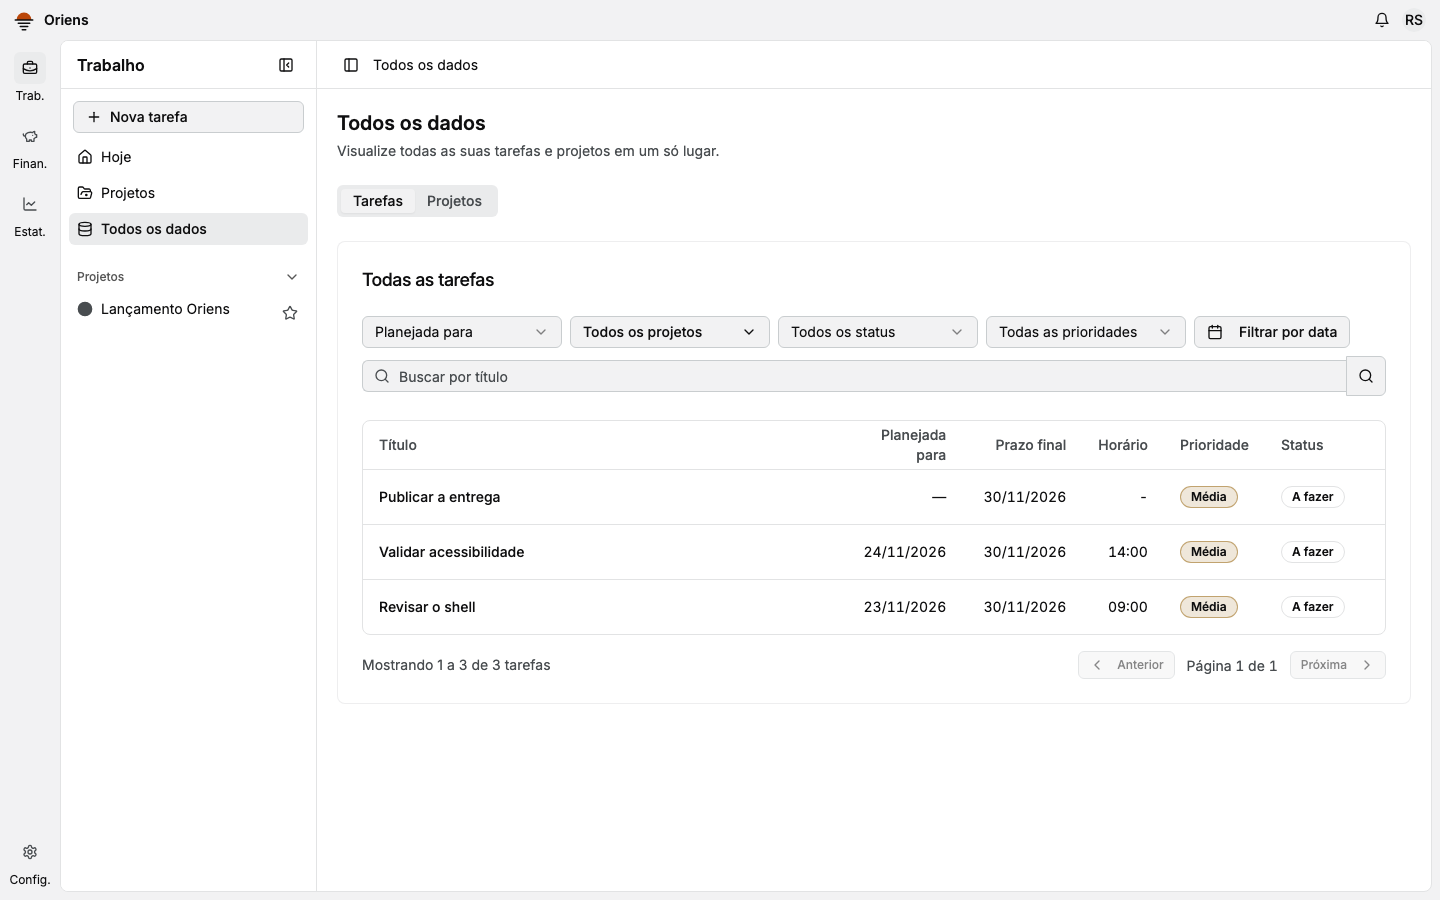 Oriens
RS
Trab.
Finan.
Estat.
Config.
Trabalho
Nova tarefa
Hoje
Projetos
Todos os dados
Projetos
Lançamento Oriens
Todos os dados
Todos os dados
Visualize todas as suas tarefas e projetos em um só lugar.
Tarefas Projetos
Todas as tarefas
Planejada para Todos os projetos Todos os status Todas as prioridades Filtrar por data
Buscar por título
Título Planejada para Prazo final Horário Prioridade Status
Publicar a entrega — 30/11/2026 - Média A fazer
Validar acessibilidade 24/11/2026 30/11/2026 14:00 Média A fazer
Revisar o shell 23/11/2026 30/11/2026 09:00 Média A fazer
Mostrando 1 a 3 de 3 tarefas Anterior Página 1 de 1 Próxima